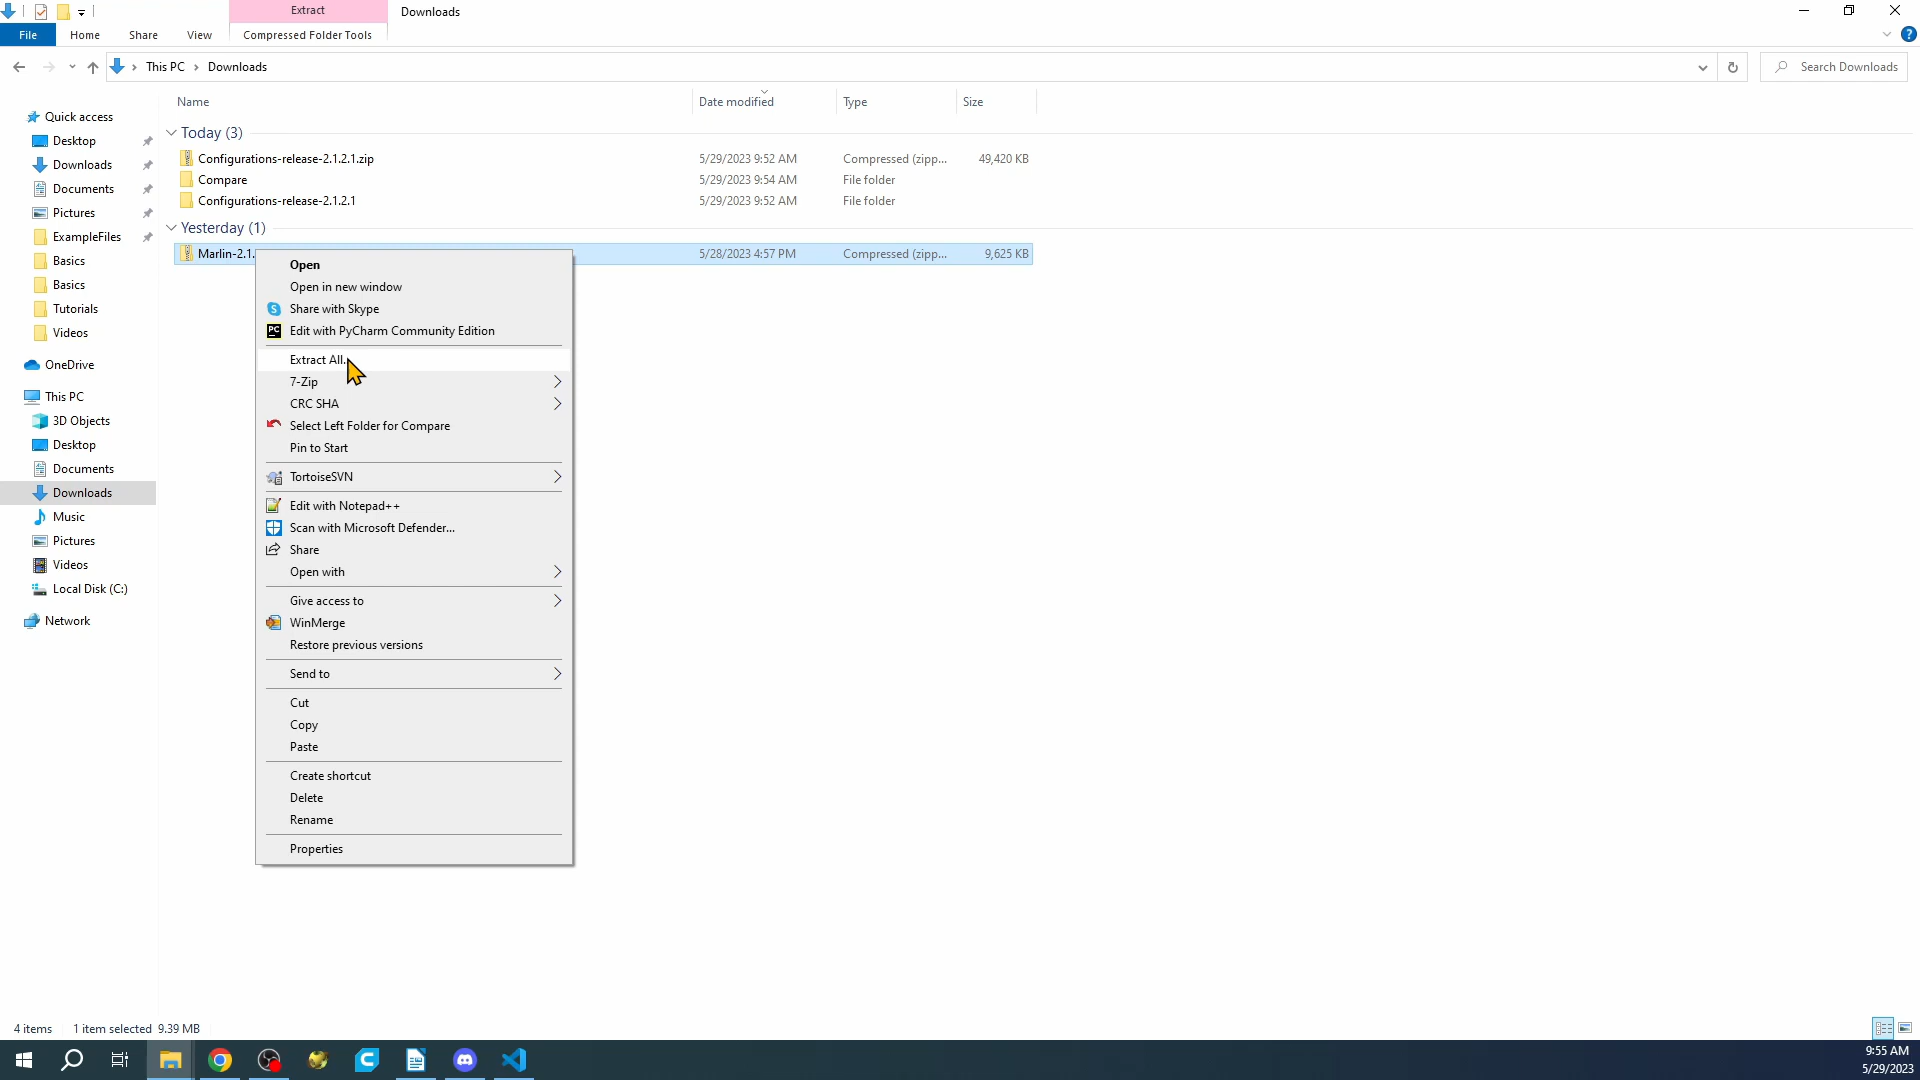 Extract
Downloads
File Home Share View Compressed Folder Tools
This PC Downloads
Search Downloads
Name Date modified Type Size
Today (3)
Configurations-release-2.1.2.1.zip 5/29/2023 9:52 AM Compressed (zipp... 49,420 KB
Compare 5/29/2023 9:54 AM File folder
Configurations-release-2.1.2.1 5/29/2023 9:52 AM File folder
Yesterday (1)
Marlin-2.1. 5/28/2023 4:57 PM Compressed (zipp... 9,625 KB
Quick access
Desktop
Downloads
Documents
Pictures
ExampleFiles
Basics
Basics
Tutorials
Videos
OneDrive
This PC
3D Objects
Desktop
Documents
Downloads
Music
Pictures
Videos
Local Disk (C:)
Network
Open
Open in new window
Share with Skype
Edit with PyCharm Community Edition
Extract All.
7-Zip
CRC SHA
Select Left Folder for Compare
Pin to Start
TortoiseSVN
Edit with Notepad++
Scan with Microsoft Defender...
Share
Open with
Give access to
WinMerge
Restore previous versions
Send to
Cut
Copy
Paste
Create shortcut
Delete
Rename
Properties
4 items 1 item selected 9.39 MB
9:55 AM
5/29/2023